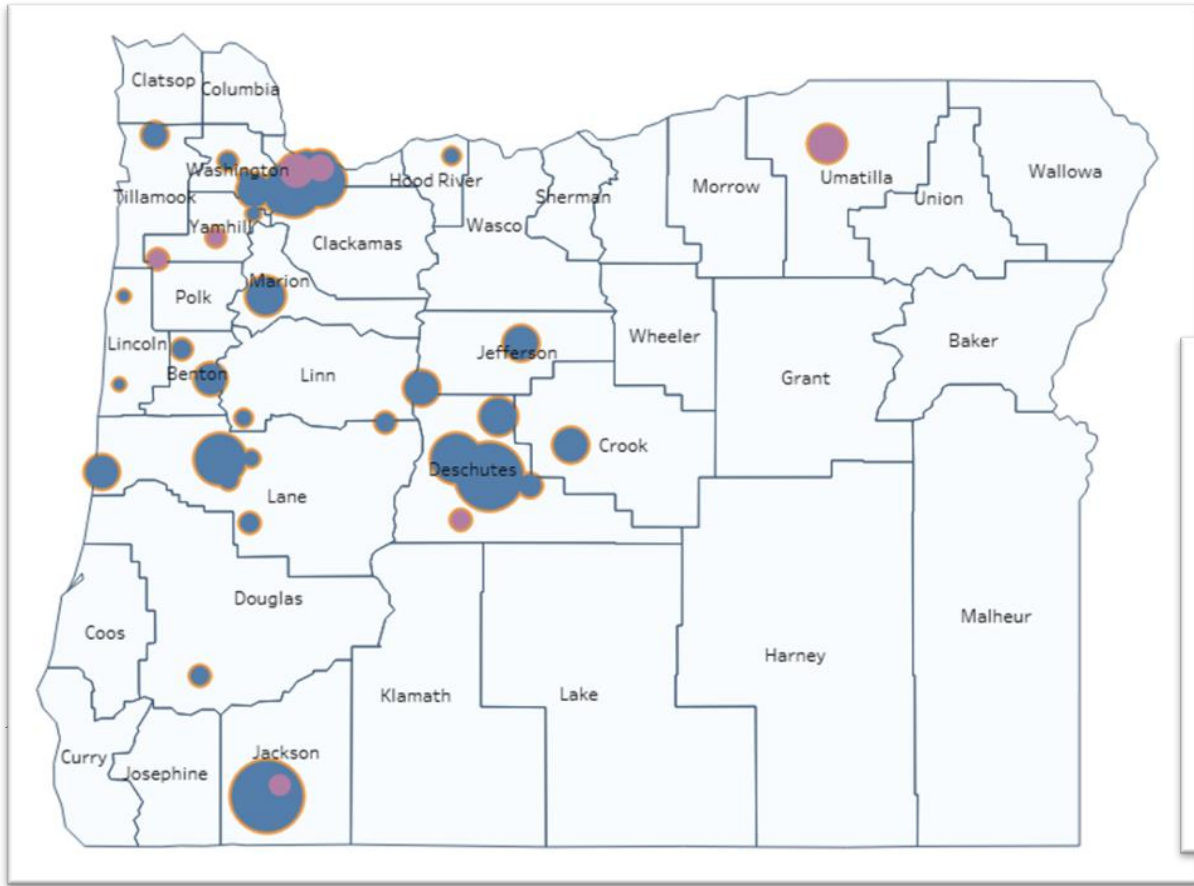 Clatsop
Columbia
Washington
Hood River
Tillamook
Sherman
Morrow
Umatilla
Union
Wallowa
Yamhill
Wasco
Clackamas
Marion
Polk
Lincoln
Jefferson
Wheeler
Baker
Benton
Linn
Grant
Crook
Deschutes
Lane
Douglas
Coos
Malheur
Harney
Klamath
Lake
Curry
Josephine
Jackson